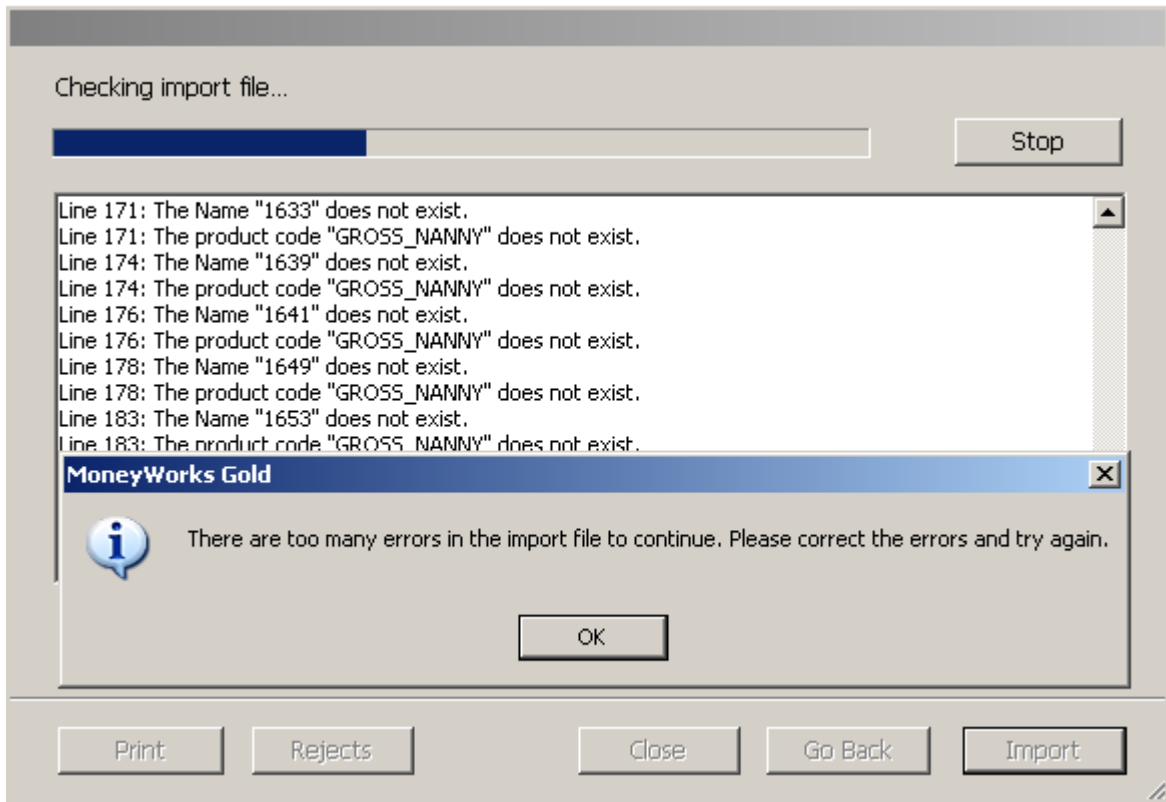 Checking import file...
Stop
Line 171: The Name "1633" does not exist.
Line 171: The product code "GROSS_NANNY" does not exist.
Line 174: The Name "1639" does not exist.
Line 174: The product code "GROSS_NANNY" does not exist.
Line 176: The Name "1641" does not exist.
Line 176: The product code "GROSS_NANNY" does not exist.
Line 178: The Name "1649" does not exist.
Line 178: The product code "GROSS_NANNY" does not exist.
Line 183: The Name "1653" does not exist.
Line 183: The product code "GROSS_NANNY" does not exist.
MoneyWorks Gold
There are too many errors in the import file to continue. Please correct the errors and try again.
OK
Print Rejects Close Go Back Import